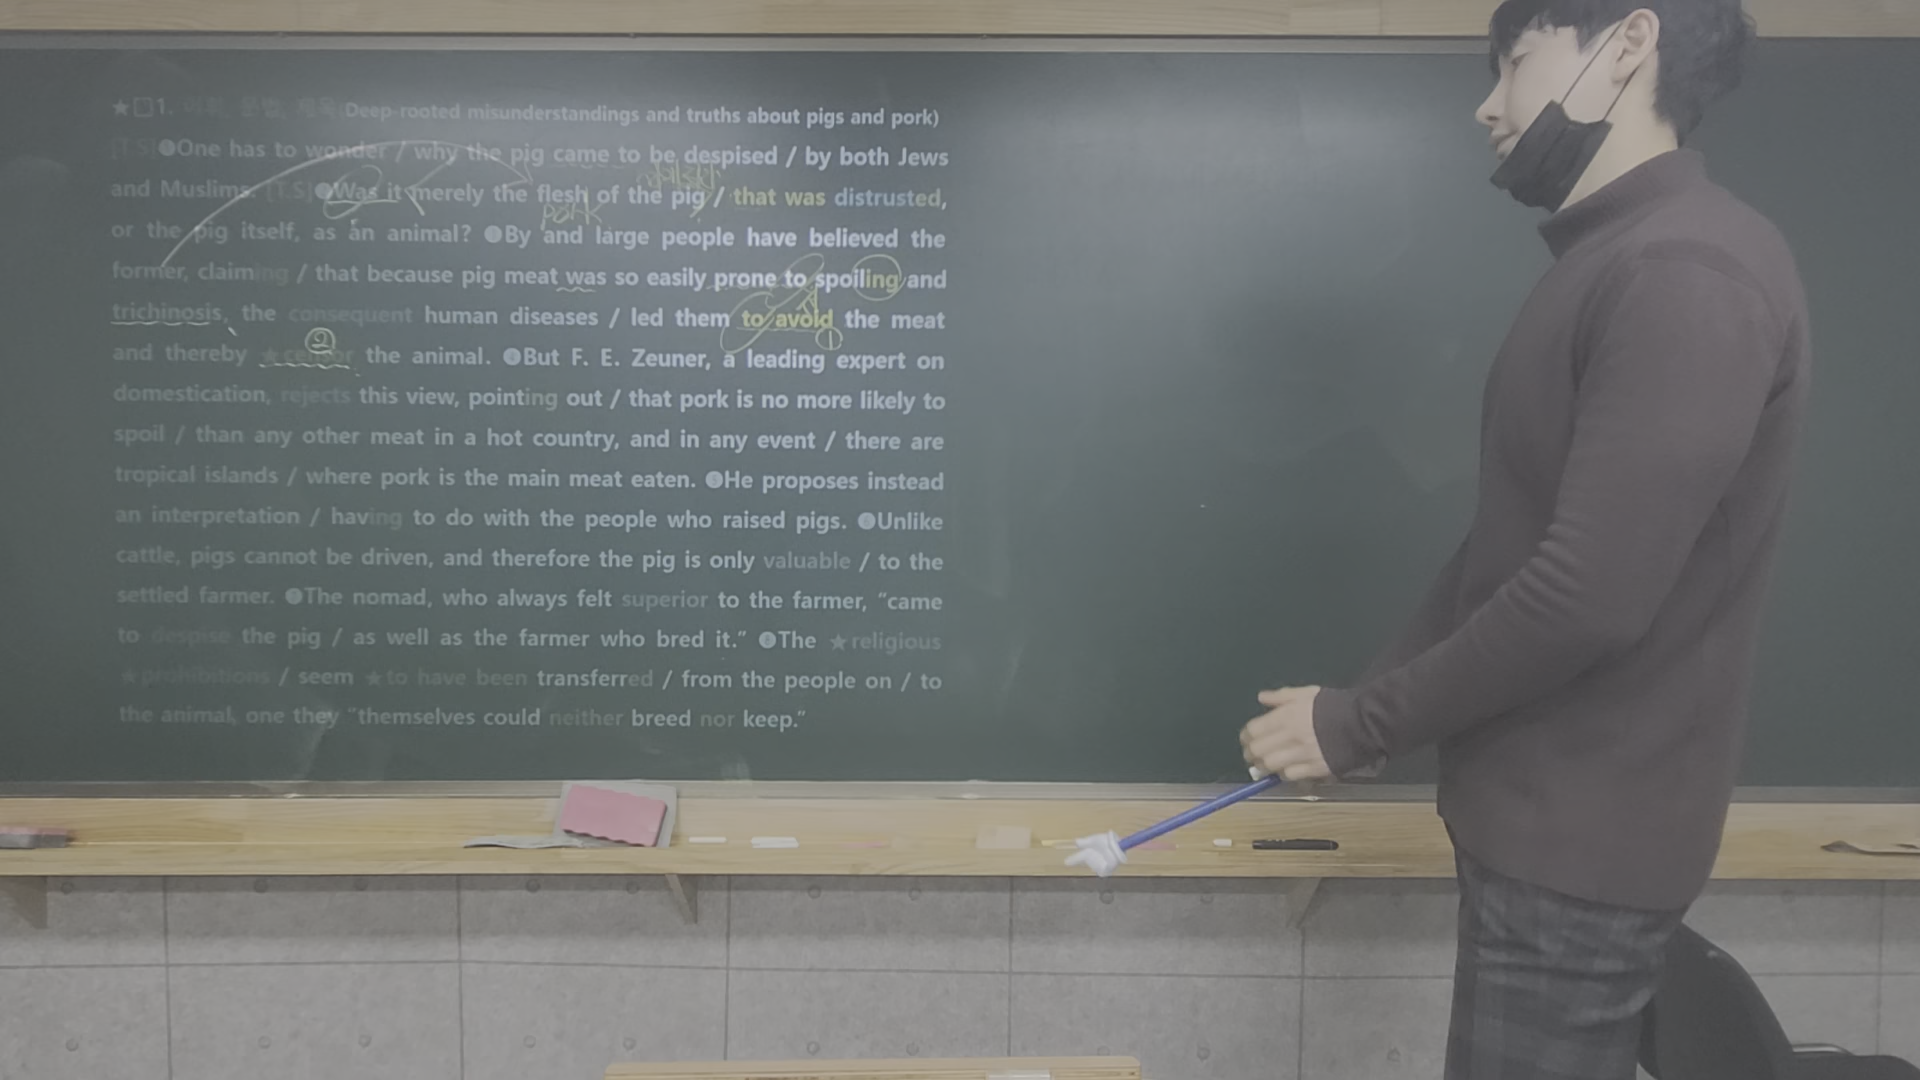 ★□1. 어휘, 문법, 제목(Deep-rooted misunderstandings and truths about pigs and pork)
[T.S]●One has to wonder / why the pig came to be despised / by both Jews
and Muslims. [T.S]●Was it merely the flesh of the pig / that was distrusted,
pork
or the pig itself, as an animal? ●By and large people have believed the
former, claiming / that because pig meat was so easily prone to spoiling and
trichinosis, the consequent human diseases / led them to avoid the meat
② ①
and thereby ★censor the animal. ●But F. E. Zeuner, a leading expert on
domestication, rejects this view, pointing out / that pork is no more likely to
spoil / than any other meat in a hot country, and in any event / there are
tropical islands / where pork is the main meat eaten. ●He proposes instead
an interpretation / having to do with the people who raised pigs. ●Unlike
cattle, pigs cannot be driven, and therefore the pig is only valuable / to the
settled farmer. ●The nomad, who always felt superior to the farmer, “came
to despise the pig / as well as the farmer who bred it.” ●The ★religious
★prohibitions / seem ★to have been transferred / from the people on / to
the animal, one they “themselves could neither breed nor keep.”